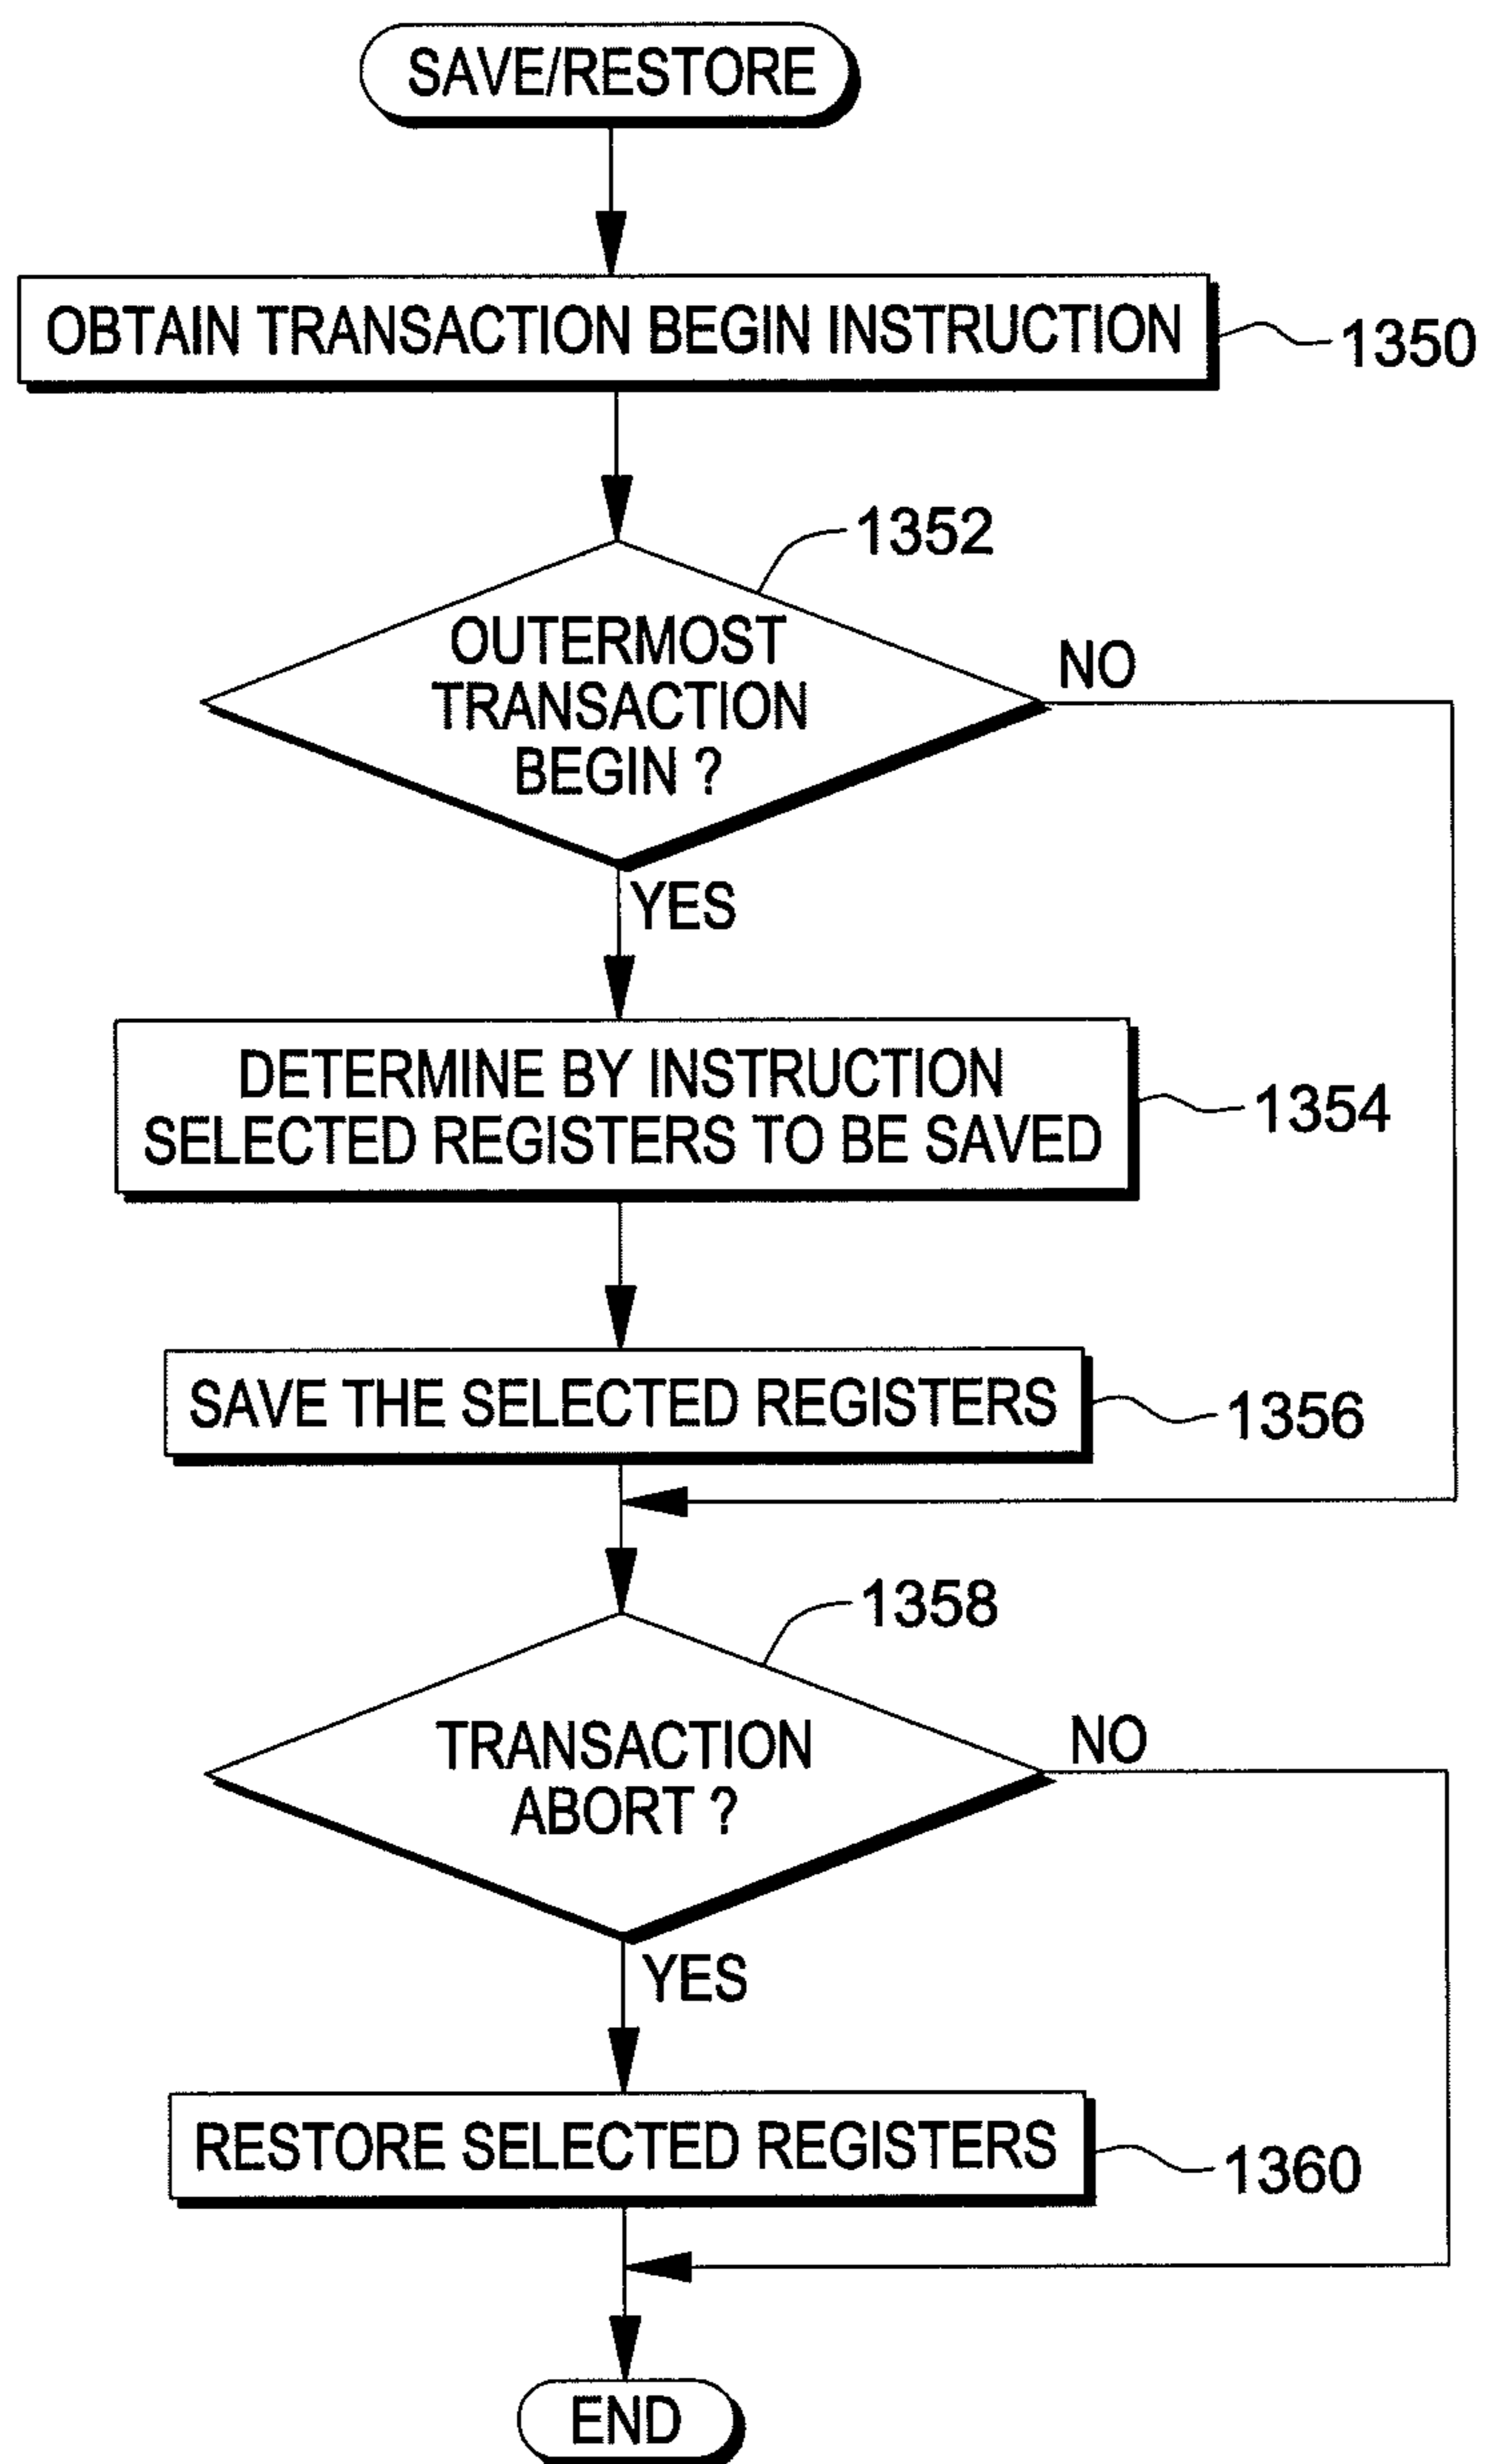 SAVE/RESTORE
OBTAIN TRANSACTION BEGIN INSTRUCTION
1350
1352
OUTERMOST
TRANSACTION
BEGIN ?
NO
YES
DETERMINE BY INSTRUCTION
SELECTED REGISTERS TO BE SAVED
1354
SAVE THE SELECTED REGISTERS
1356
1358
TRANSACTION
ABORT ?
NO
YES
RESTORE SELECTED REGISTERS
1360
END